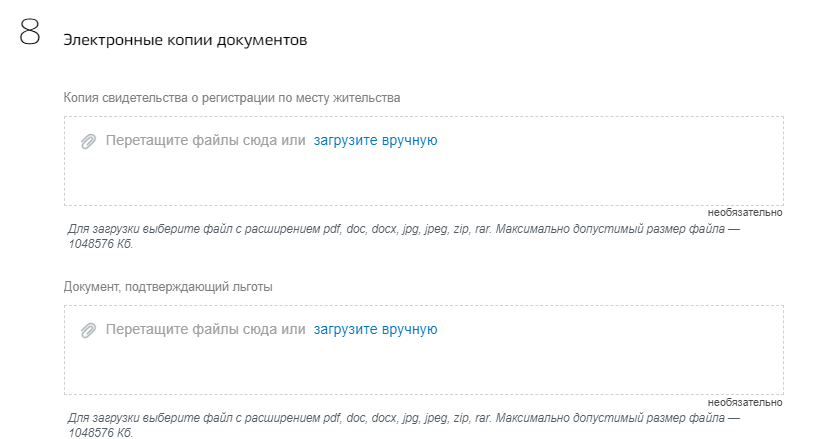 8
Электронные копии документов
Копия свидетельства о регистрации по месту жительства
Перетащите файлы сюда или загрузите вручную
необязательно
Для загрузки выберите файл с расширением pdf, doc, docx, jpg, jpeg, zip, rar. Максимально допустимый размер файла —
1048576 Кб.
Документ, подтверждающий льготы
Перетащите файлы сюда или загрузите вручную
необязательно
Для загрузки выберите файл с расширением pdf, doc, docx, jpg, jpeg, zip, rar. Максимально допустимый размер файла —
1048576 Кб.